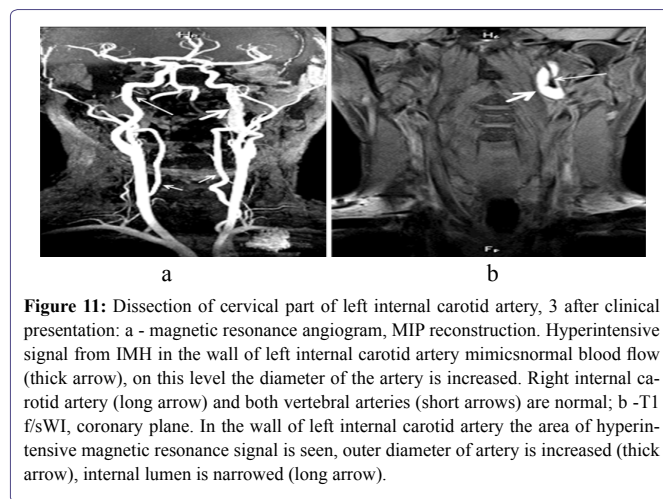 a
b
Figure 11: Dissection of cervical part of left internal carotid artery, 3 after clinical
presentation: a - magnetic resonance angiogram, MIP reconstruction. Hyperintensive
signal from IMH in the wall of left internal carotid artery mimicsnormal blood flow
(thick arrow), on this level the diameter of the artery is increased. Right internal ca-
rotid artery (long arrow) and both vertebral arteries (short arrows) are normal; b -T1
f/sWI, coronary plane. In the wall of left internal carotid artery the area of hyperin-
tensive magnetic resonance signal is seen, outer diameter of artery is increased (thick
arrow), internal lumen is narrowed (long arrow).